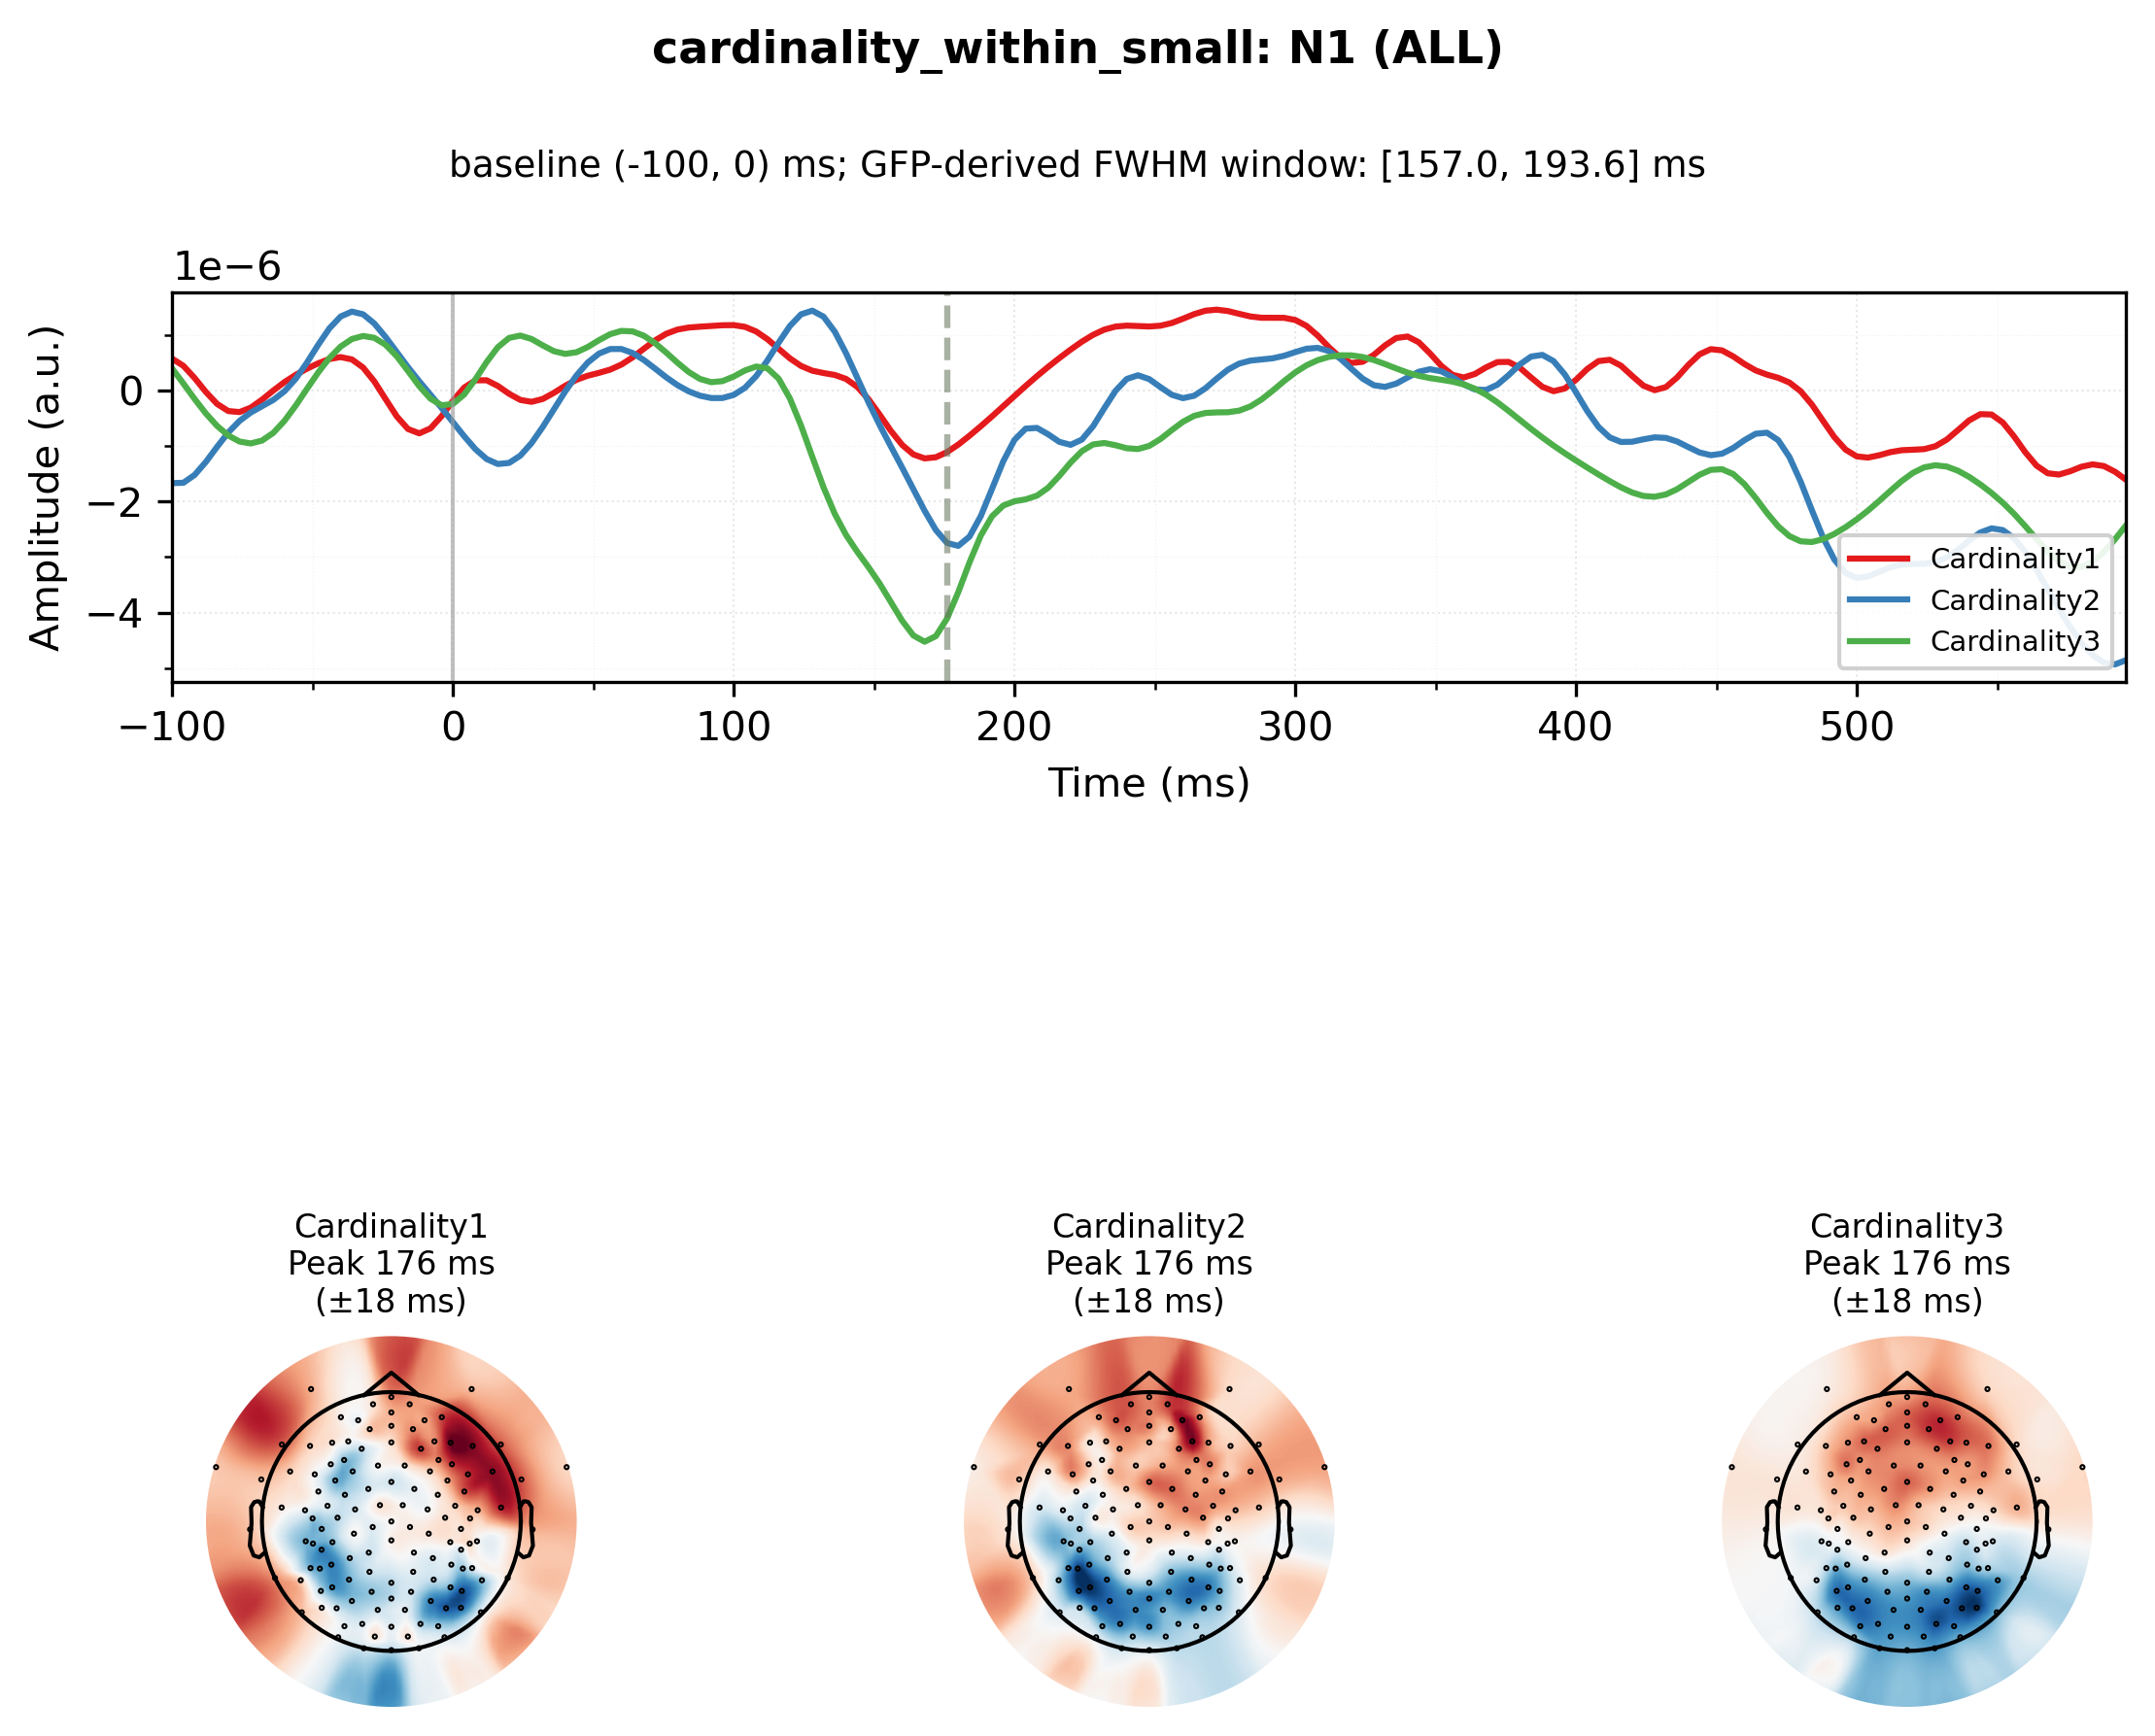 cardinality_within_small: N1 (ALL)
baseline (-100, 0) ms; GFP-derived FWHM window: [157.0, 193.6] ms
1e−6
Amplitude (a.u.)
0
−2
−4
Cardinality1
Cardinality2
Cardinality3
−100 0 100 200 300 400 500
Time (ms)
Cardinality1
Peak 176 ms
(±18 ms)
Cardinality2
Peak 176 ms
(±18 ms)
Cardinality3
Peak 176 ms
(±18 ms)